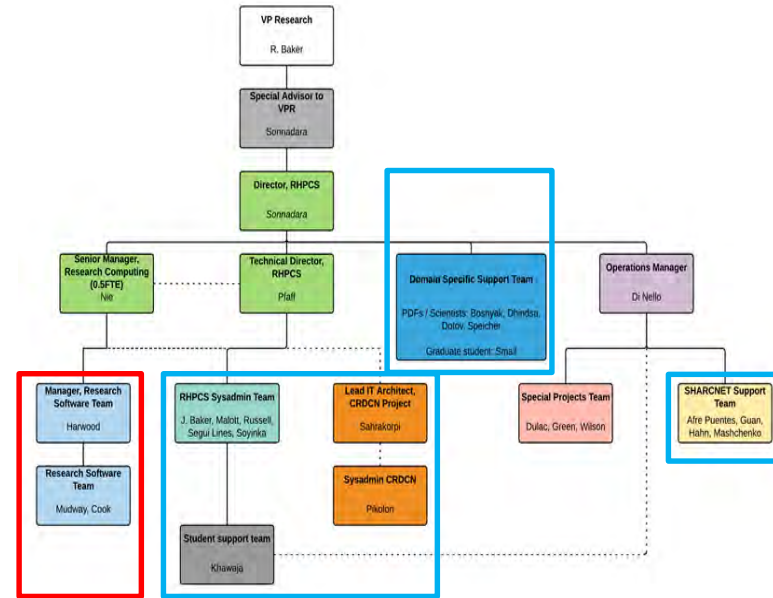 VP Research
R. Baker
Special Advisor to
VPR
Sonnadara
Director, RHPCS
Sonnadara
Senior Manager,
Research Computing
(0.5FTE)
Nie
Technical Director,
RHPCS
Pfaff
Domain Specific Support Team
PDFs / Scientists: Bosnyak, Dhindsa,
Dotov, Speicher
Graduate student: Small
Operations Manager
Di Nello
Manager, Research
Software Team
Harwood
RHPCS Sysadmin Team
J. Baker, Malott, Russell,
Segui Lines, Soyinka
Lead IT Architect,
CRDCN Project
Sahrakorpi
Special Projects Team
Dulac, Green, Wilson
SHARCNET Support
Team
Afre Puentes, Guan,
Hahn, Mashchenko
Research Software
Team
Mudway, Cook
Sysadmin CRDCN
Pikolon
Student support team
Khawaja